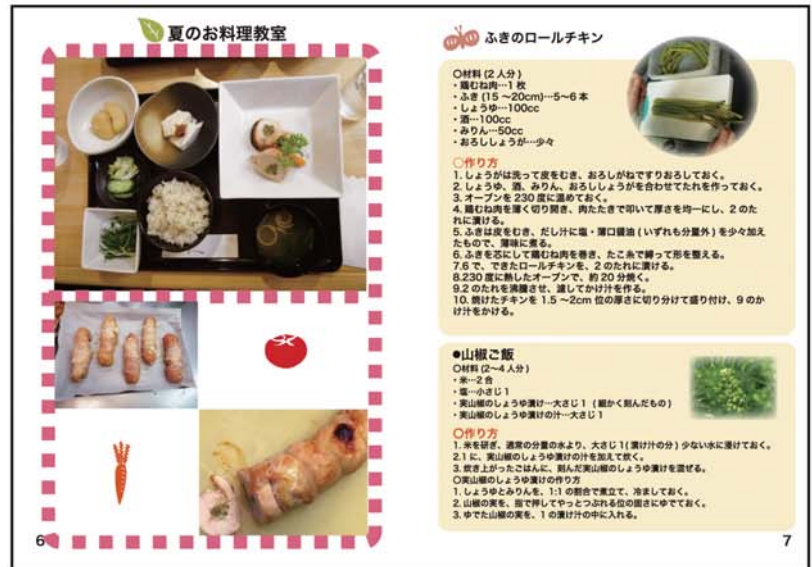 夏のお料理教室
6
ふきのロールチキン
○材料(2人分)
・鶏むね肉…1枚
・ふき(15～20cm)…5～6本
・しょうゆ…100cc
・酒…100cc
・みりん…50cc
・おろししょうが…少々
○作り方
1.しょうがは洗って皮をむき、おろしがねですりおろしておく。
2.しょうゆ、酒、みりん、おろししょうがを合わせてたれを作っておく。
3.オーブンを230度に温めておく。
4.鶏むね肉を薄く切り開き、肉たたきで叩いて厚さを均一にし、2のた
れに漬ける。
5.ふきは皮をむき、だし汁に塩・薄口醤油(いずれも分量外)を少々加え
たもので、薄味に煮る。
6.ふきを芯にして鶏むね肉を巻き、たこ糸で縛って形を整える。
7.6で、できたロールチキンを、2のたれに漬ける。
8.230度に熱したオーブンで、約20分焼く。
9.2のたれを沸騰させ、濾してかけ汁を作る。
10.焼けたチキンを1.5～2cm位の厚さに切り分けて盛り付け、9のか
け汁をかける。
●山椒ご飯
○材料(2～4人分)
・米…2合
・塩…小さじ1
・実山椒のしょうゆ漬け…大さじ1 (細かく刻んだもの)
・実山椒のしょうゆ漬けの汁…大さじ1
○作り方
1.米を研ぎ、通常の分量の水より、大さじ1(漬け汁の分)少ない水に浸けておく。
2.1に、実山椒のしょうゆ漬けの汁を加えて炊く。
3.炊き上がったごはんに、刻んだ実山椒のしょうゆ漬けを混ぜる。
○実山椒のしょうゆ漬けの作り方
1.しょうゆとみりんを、1:1の割合で煮立て、冷ましておく。
2.山椒の実を、指で押してやっとつぶれる位の固さにゆでておく。
3.ゆでた山椒の実を、1の漬け汁の中に入れる。
7